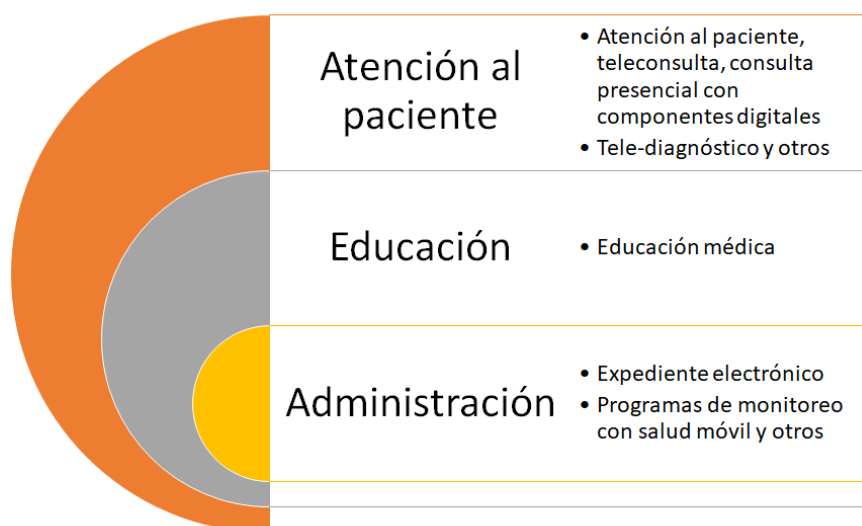 Atención al
paciente
• Atención al paciente,
teleconsulta, consulta
presencial con
componentes digitales
• Tele-diagnóstico y otros
Educación
• Educación médica
Administración
• Expediente electrónico
• Programas de monitoreo
con salud móvil y otros